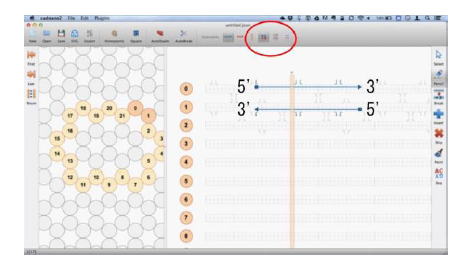 cadnano2 File Edit Plugins
untitled.json
New Open Save SVG Export Honeycomb Square AutoStaple AutoBreak
First
Last
Renum
Select
Pencil
Break
Insert
Skip
Paint
Seq
5' 3'
3' 5'
0
1
2
3
4
5
6
7
8
18 20 0
17 19 21 1
16 2
15 3
14 4
13 5
12 10 8 6
11 9 7